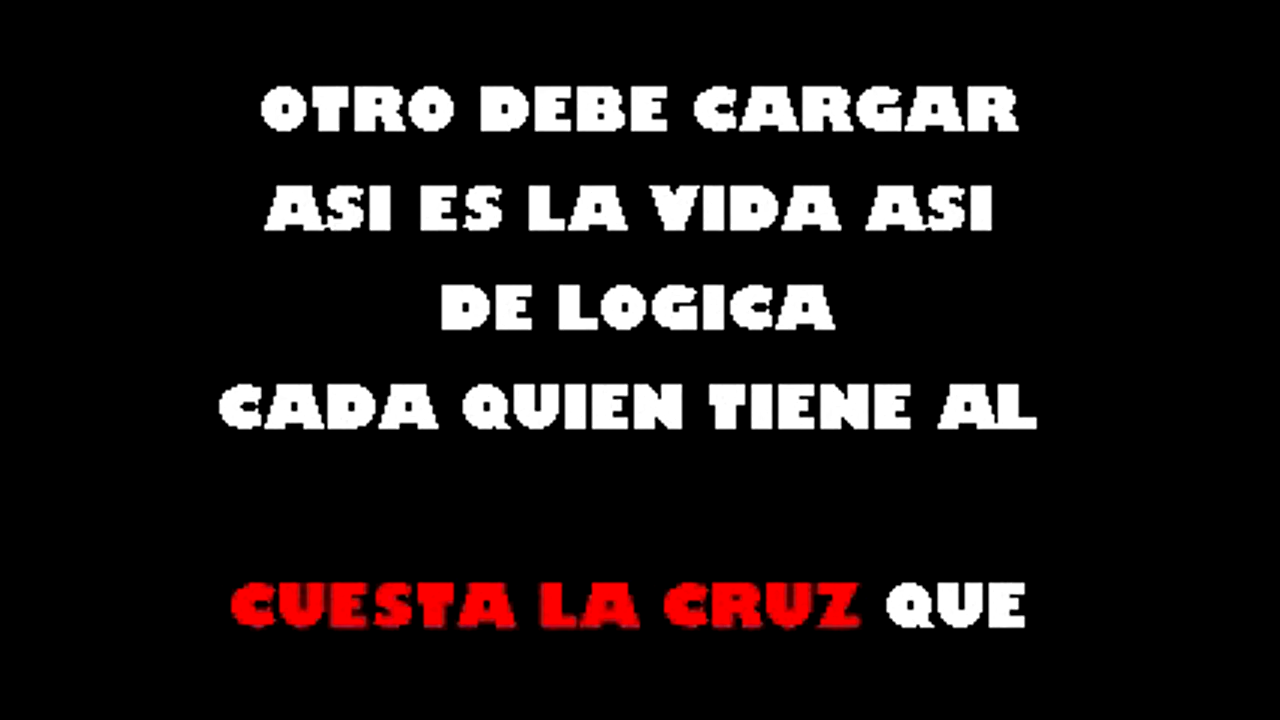 OTRO DEBE CARGAR
ASI ES LA VIDA ASI
DE LOGICA
CADA QUIEN TIENE AL
CUESTA LA CRUZ QUE